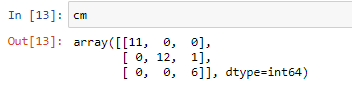 In [13]: cm
Out[13]: array([[11,  0,  0],
       [ 0, 12,  1],
       [ 0,  0,  6]], dtype=int64)